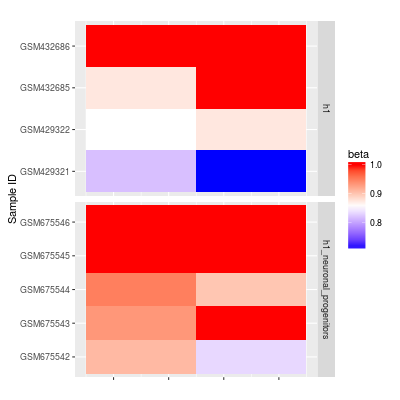 GSM432686
GSM432685
GSM429322
GSM429321
h1
GSM675546
GSM675545
GSM675544
GSM675543
GSM675542
h1_neuronal_progenitors
Sample ID
beta
1.0
0.9
0.8